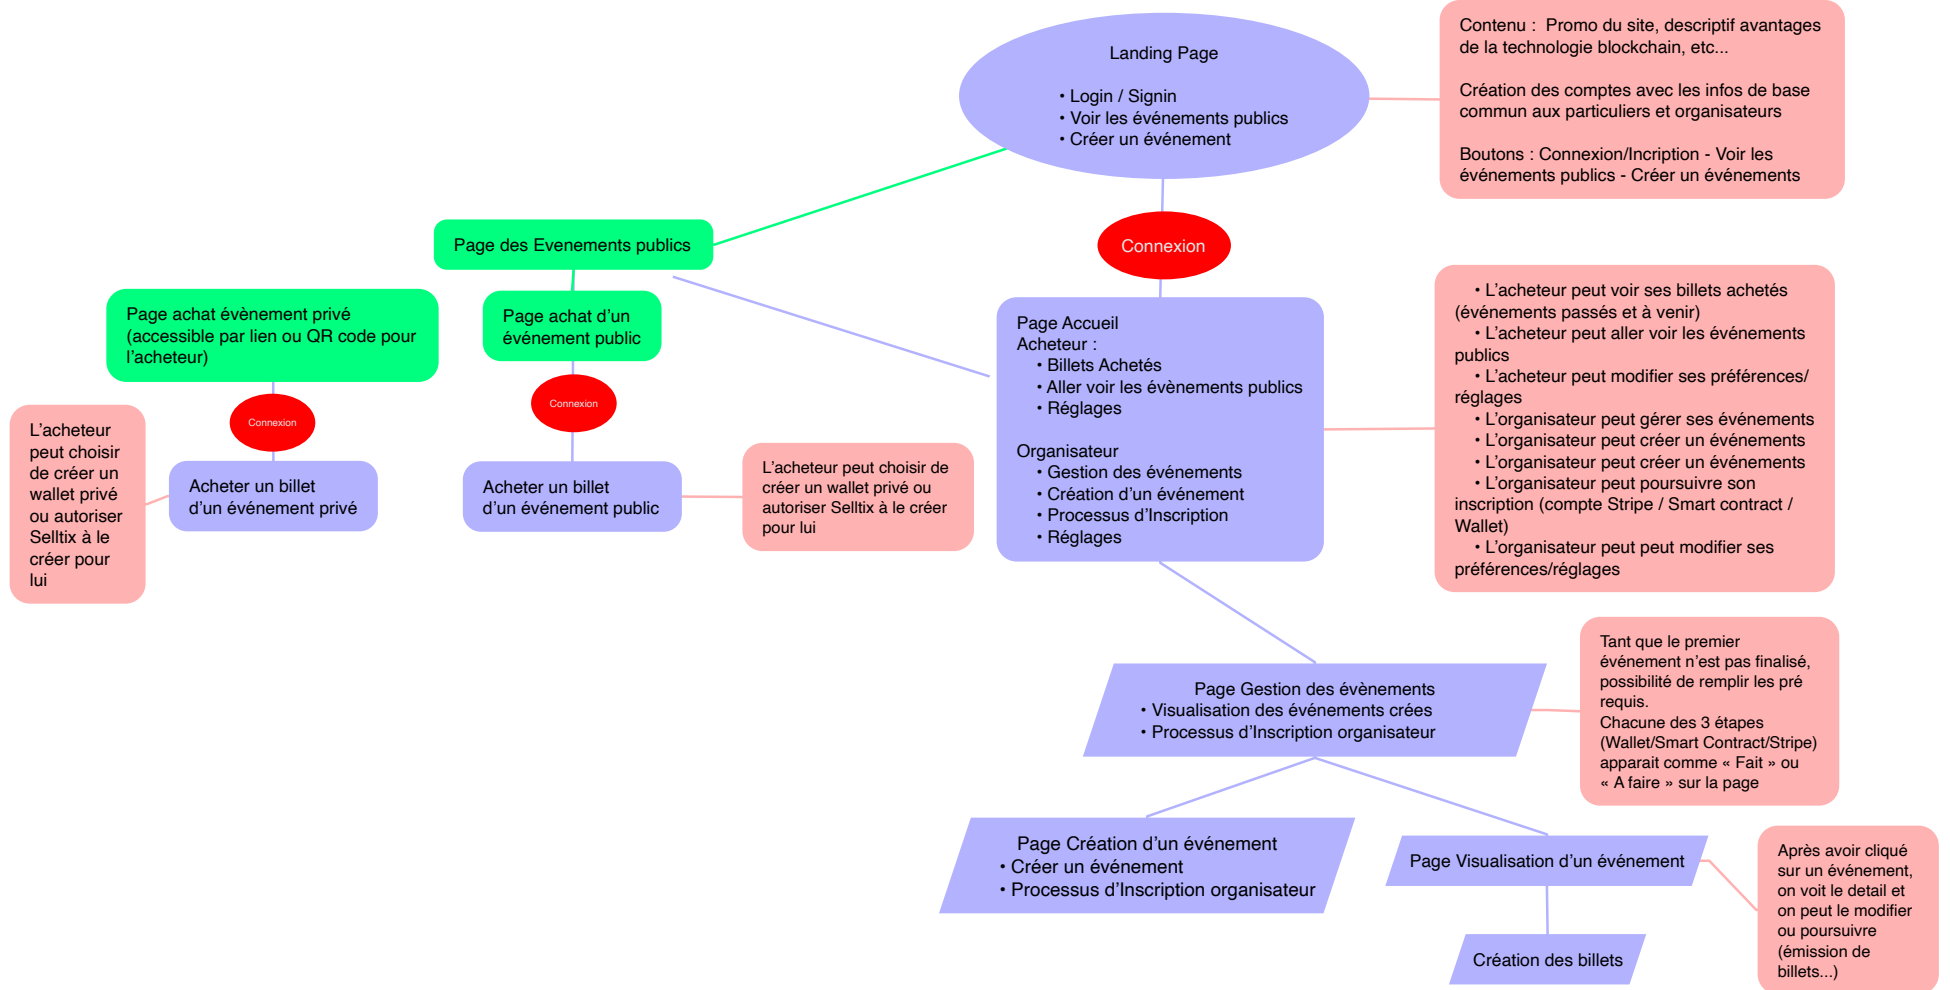 Landing Page
• Login / Signin
• Voir les événements publics
• Créer un événement
Contenu :  Promo du site, descriptif avantages
de la technologie blockchain, etc...
Création des comptes avec les infos de base
commun aux particuliers et organisateurs
Boutons : Connexion/Incription - Voir les
événements publics - Créer un événements
Connexion
Page des Evenements publics
Page achat évènement privé
(accessible par lien ou QR code pour
l’acheteur)
Page achat d’un
événement public
Connexion
Connexion
L’acheteur
peut choisir
de créer un
wallet privé
ou autoriser
Selltix à le
créer pour
lui
Acheter un billet
d’un événement privé
Acheter un billet
d’un événement public
L’acheteur peut choisir de
créer un wallet privé ou
autoriser Selltix à le créer
pour lui
Page Accueil
Acheteur :
• Billets Achetés
• Aller voir les évènements publics
• Réglages
Organisateur
• Gestion des événements
• Création d’un événement
• Processus d’Inscription
• Réglages
• L’acheteur peut voir ses billets achetés
(événements passés et à venir)
• L’acheteur peut aller voir les événements
publics
• L’acheteur peut modifier ses préférences/
réglages
• L’organisateur peut gérer ses événements
• L’organisateur peut créer un événements
• L’organisateur peut créer un événements
• L’organisateur peut poursuivre son
inscription (compte Stripe / Smart contract /
Wallet)
• L’organisateur peut peut modifier ses
préférences/réglages
Page Gestion des évènements
• Visualisation des événements crées
• Processus d’Inscription organisateur
Tant que le premier
événement n’est pas finalisé,
possibilité de remplir les pré
requis.
Chacune des 3 étapes
(Wallet/Smart Contract/Stripe)
apparait comme « Fait » ou
« A faire » sur la page
Page Création d’un événement
• Créer un événement
• Processus d’Inscription organisateur
Page Visualisation d’un événement
Après avoir cliqué
sur un événement,
on voit le detail et
on peut le modifier
ou poursuivre
(émission de
billets...)
Création des billets